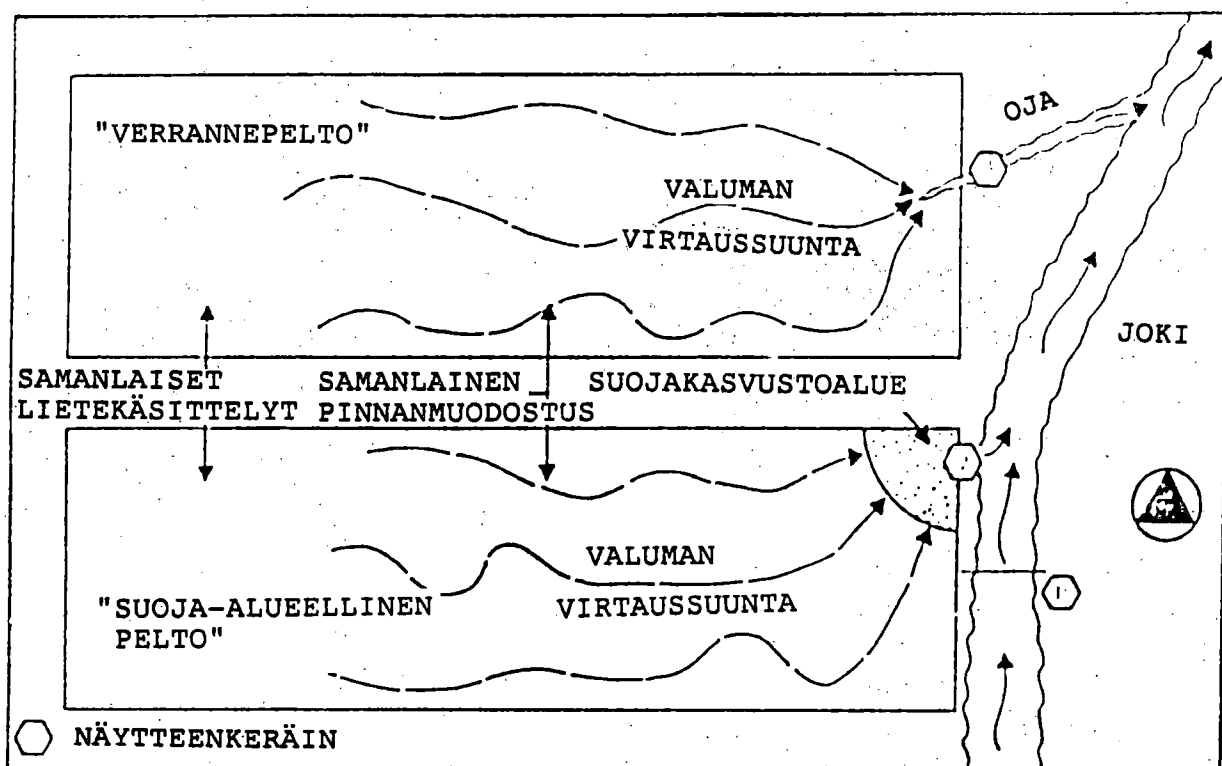 OJA
"VERRANNEPELTO"
VALUMAN
VIRTAUSSUUNTA
JOKI
SAMANLAISET
LIETEKÄSITTELYT
SAMANLAINEN
PINNANMUODOSTUS
SUOJAKASVUSTOALUE
VALUMAN
VIRTAUSSUUNTA
"SUOJA-ALUEELLINEN
PELTO"
NÄYTTEENKERÄIN